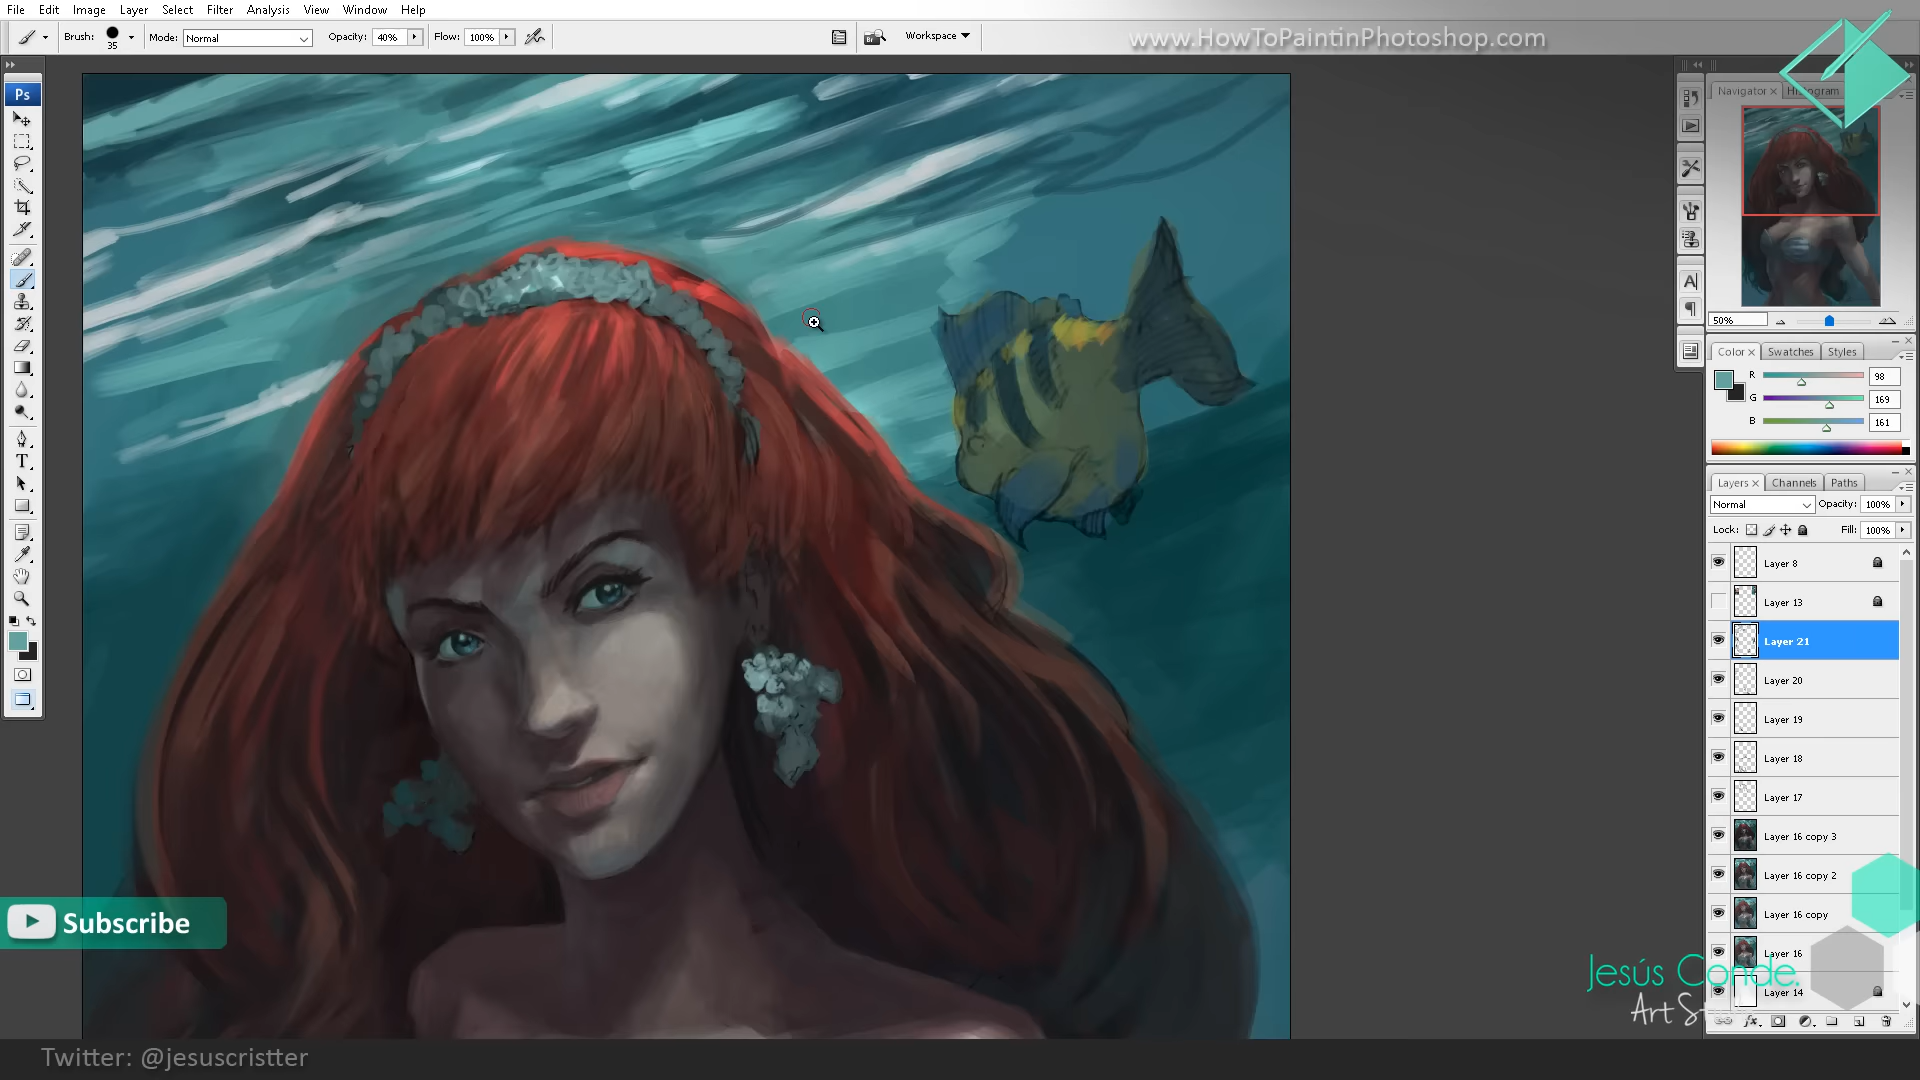 File Edit Image Layer Select Filter Analysis View Window Help
Brush: 35 Mode: Normal Opacity: 40% Flow: 100% Workspace
www.HowToPaintinPhotoshop.com
Ps
Navigator Histogram
50%
Color Swatches Styles
R 98
G 169
B 161
Layers Channels Paths
Normal Opacity: 100%
Lock: Fill: 100%
Layer 8
Layer 13
Layer 21
Layer 20
Layer 19
Layer 18
Layer 17
Layer 16 copy 3
Layer 16 copy 2
Layer 16 copy
Layer 16
Layer 14
Subscribe
Jesús Conde.
Art
Twitter: @jesuscristter